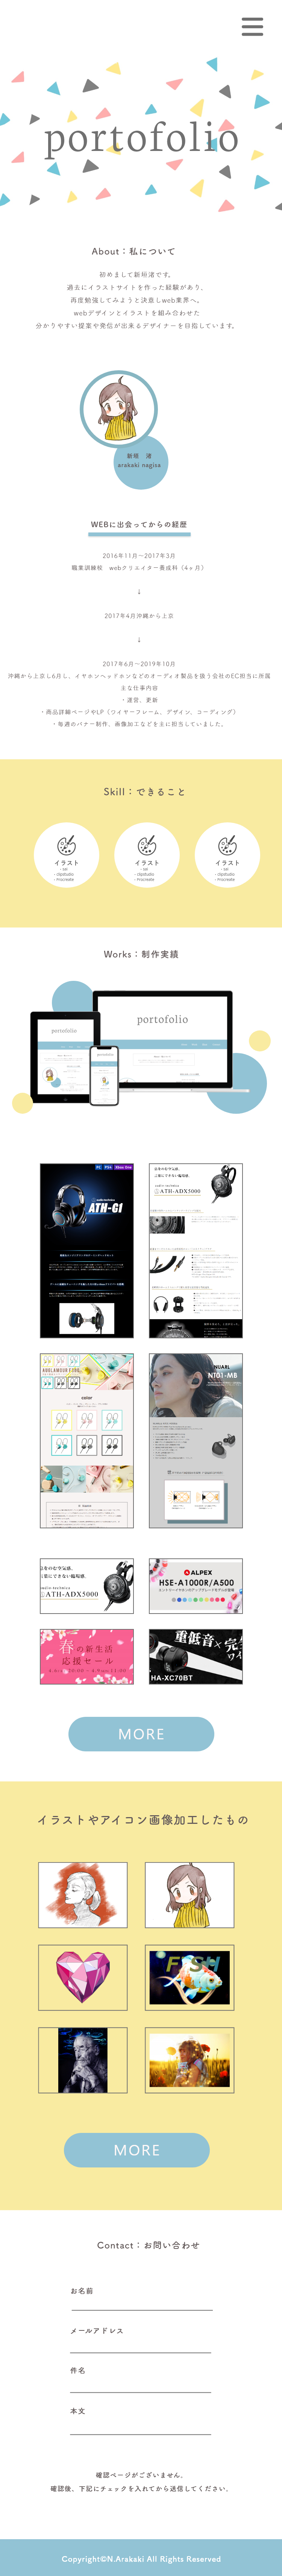 portofolio
About：私について
初めまして新垣渚です。
過去にイラストサイトを作った経験があり、
再度勉強してみようと決意しweb業界へ。
webデザインとイラストを組み合わせた
分かりやすい提案や発信が出来るデザイナーを目指しています。
新垣　渚
arakaki nagisa
WEBに出会ってからの経歴
2016年11月〜2017年3月
職業訓練校　webクリエイター養成科（4ヶ月）
↓
2017年4月沖縄から上京
↓
2017年6月〜2019年10月
沖縄から上京し6月し、イヤホンヘッドホンなどのオーディオ製品を扱う会社のEC担当に所属
主な仕事内容
・運営、更新
・商品詳細ページやLP（ワイヤーフレーム、デザイン、コーディング）
・毎週のバナー制作、画像加工などを主に担当していました。
Skill：できること
イラスト
・sai
・clipstudio
・Procreate
イラスト
・sai
・clipstudio
・Procreate
イラスト
・sai
・clipstudio
・Procreate
Works：制作実績
portofolio
portofolio
portofolio
PC PS4 Xbox One
audio-technica
ATH-G1
audio-technica
ATH-ADX5000
color
NUARL
NT01-MB
audio-technica
ATH-ADX5000
ALPEX
HSE-A1000R/A500
春の新生活
応援セール
重低音×完
HA-XC70BT
MORE
イラストやアイコン画像加工したもの
FISH
MORE
Contact：お問い合わせ
お名前
メールアドレス
件名
本文
確認ページがございません。
確認後、下記にチェックを入れてから送信してください。
Copyright©N.Arakaki All Rights Reserved